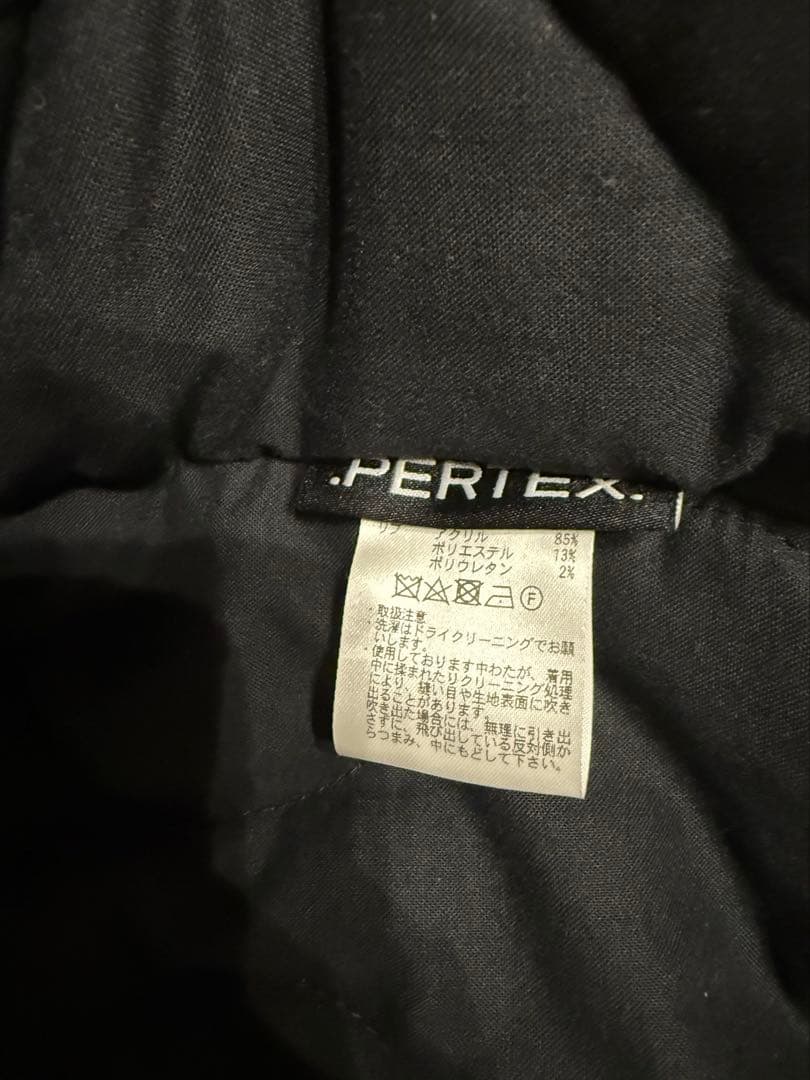 .PERTEX.
リブ アクリル 85%
ポリエステル 13%
ポリウレタン 2%
F
・取扱注意
・洗濯はドライクリーニングでお願
いします。
・使用しております中わたが、着用
中に揉まれたりクリーニング処理
により、縫い目や生地表面に吹き
出ることがあります。
吹き出た場合には、無理に引き出
さずに、飛び出している反対側か
らつまみ、中にもどして下さい。